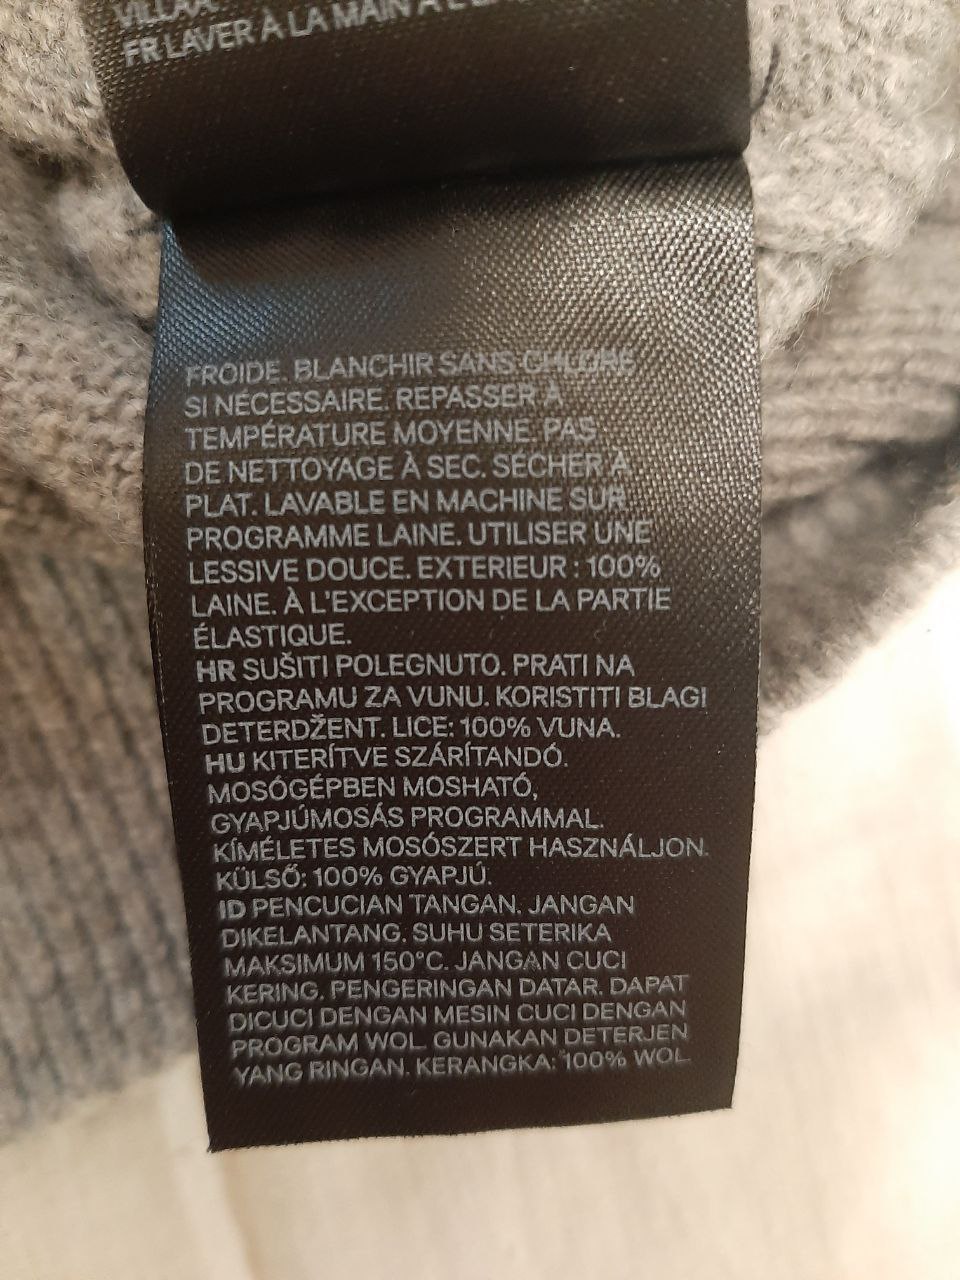 VILLAA.
FR LAVER À LA MAIN À L'EAU
FROIDE. BLANCHIR SANS CHLORE
SI NÉCESSAIRE. REPASSER À
TEMPÉRATURE MOYENNE. PAS
DE NETTOYAGE À SEC. SÉCHER À
PLAT. LAVABLE EN MACHINE SUR
PROGRAMME LAINE. UTILISER UNE
LESSIVE DOUCE. EXTERIEUR : 100%
LAINE. À L'EXCEPTION DE LA PARTIE
ÉLASTIQUE.
HR SUŠITI POLEGNUTO. PRATI NA
PROGRAMU ZA VUNU. KORISTITI BLAGI
DETERDŽENT. LICE: 100% VUNA.
HU KITERÍTVE SZÁRÍTANDÓ.
MOSÓGÉPBEN MOSHATÓ,
GYAPJÚMOSÁS PROGRAMMAL.
KÍMÉLETES MOSÓSZERT HASZNÁLJON.
KÜLSŐ: 100% GYAPJÚ.
ID PENCUCIAN TANGAN. JANGAN
DIKELANTANG. SUHU SETERIKA
MAKSIMUM 150°C. JANGAN CUCI
KERING. PENGERINGAN DATAR. DAPAT
DICUCI DENGAN MESIN CUCI DENGAN
PROGRAM WOL. GUNAKAN DETERJEN
YANG RINGAN. KERANGKA: 100% WOL.